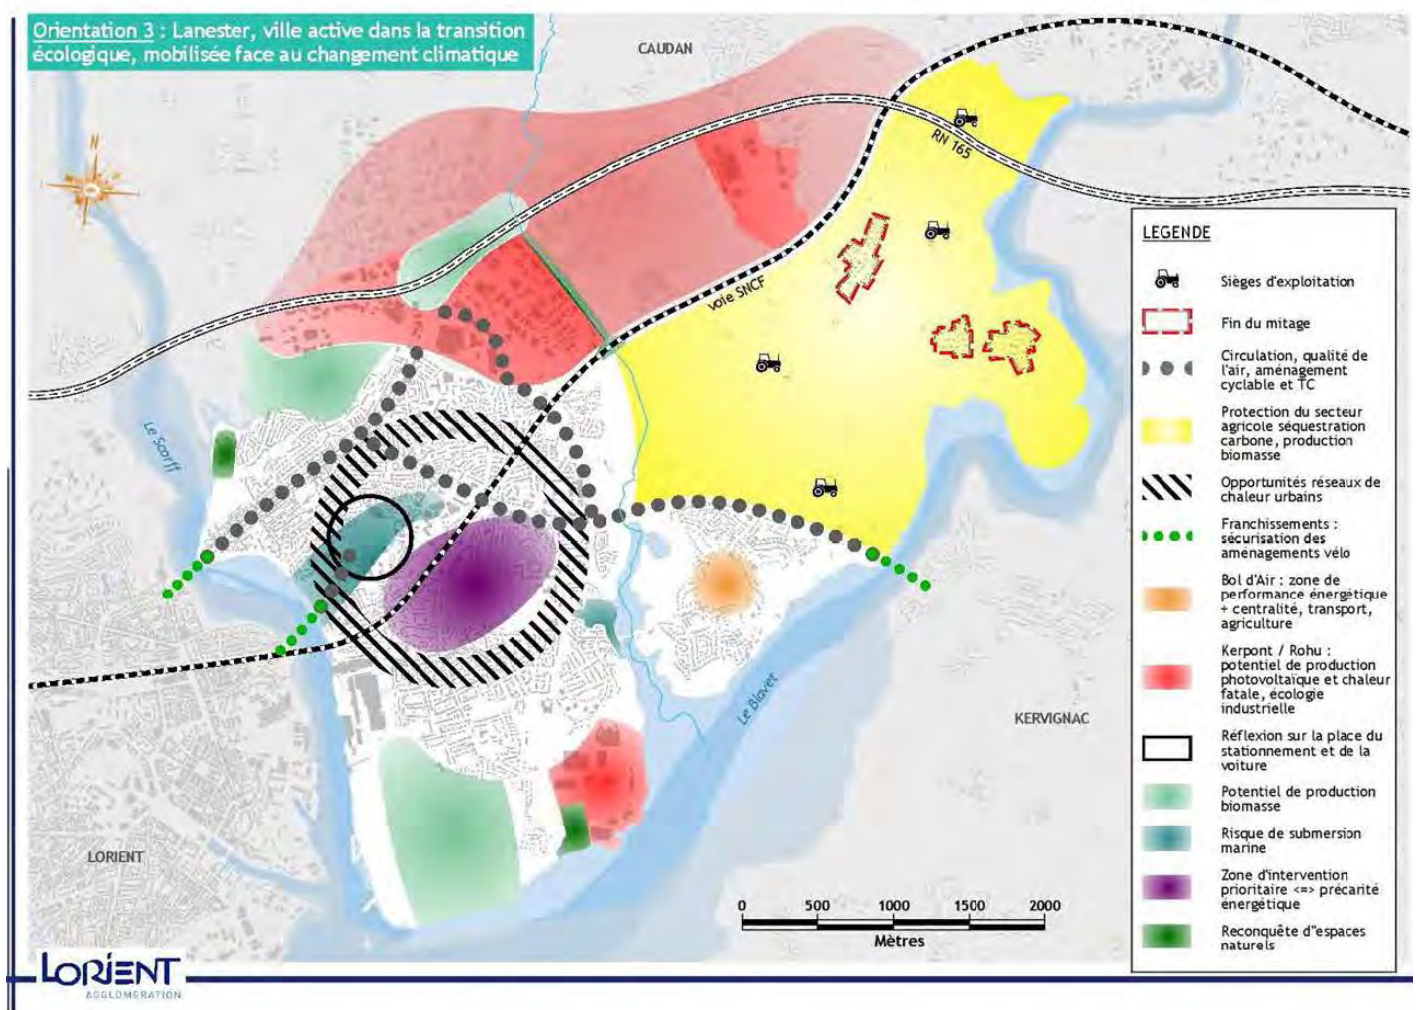 Orientation 3 : Lanester, ville active dans la transition
écologique, mobilisée face au changement climatique
CAUDAN
N
RN 165
voie SNCF
Le Scorff
Le Blavet
KERVIGNAC
LORIENT
LEGENDE
Sièges d'exploitation
Fin du mitage
Circulation, qualité de
l'air, aménagement
cyclable et TC
Protection du secteur
agricole séquestration
carbone, production
biomasse
Opportunités réseaux de
chaleur urbains
Franchissements :
sécurisation des
aménagements vélo
Bol d'Air : zone de
performance énergétique
+ centralité, transport,
agriculture
Kerpont / Rohu :
potentiel de production
photovoltaïque et chaleur
fatale, écologie
industrielle
Réflexion sur la place du
stationnement et de la
voiture
Potentiel de production
biomasse
Risque de submersion
marine
Zone d'intervention
prioritaire <=> précarité
énergétique
Reconquête d"espaces
naturels
0 500 1000 1500 2000
Mètres
LORIENT
AGGLOMÉRATION